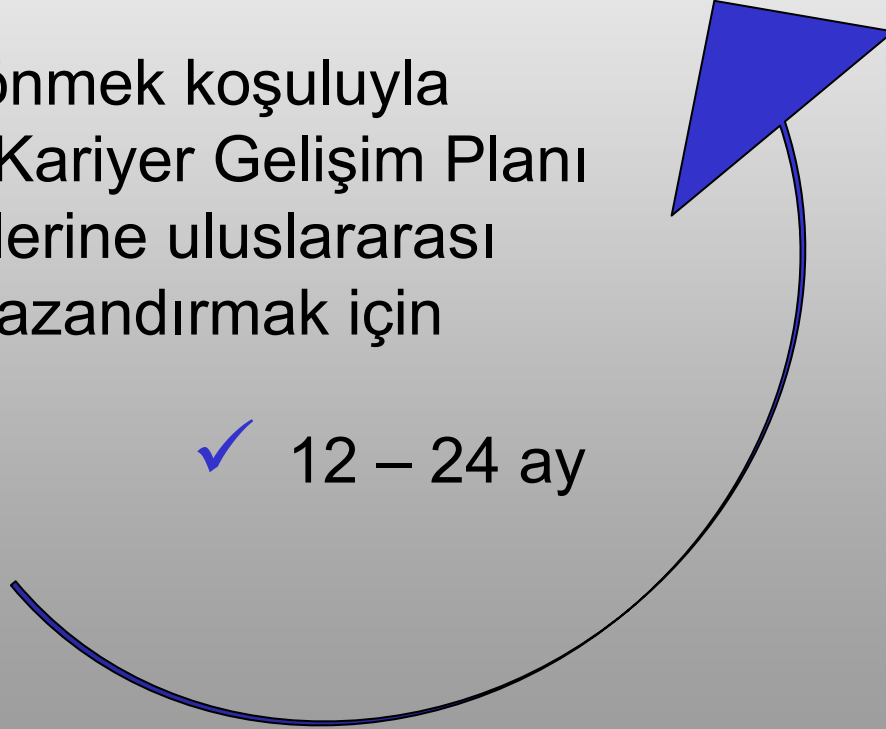 önmek koşuluyla
Kariyer Gelişim Planı
lerine uluslararası
azandırmak için
✓ 12 – 24 ay